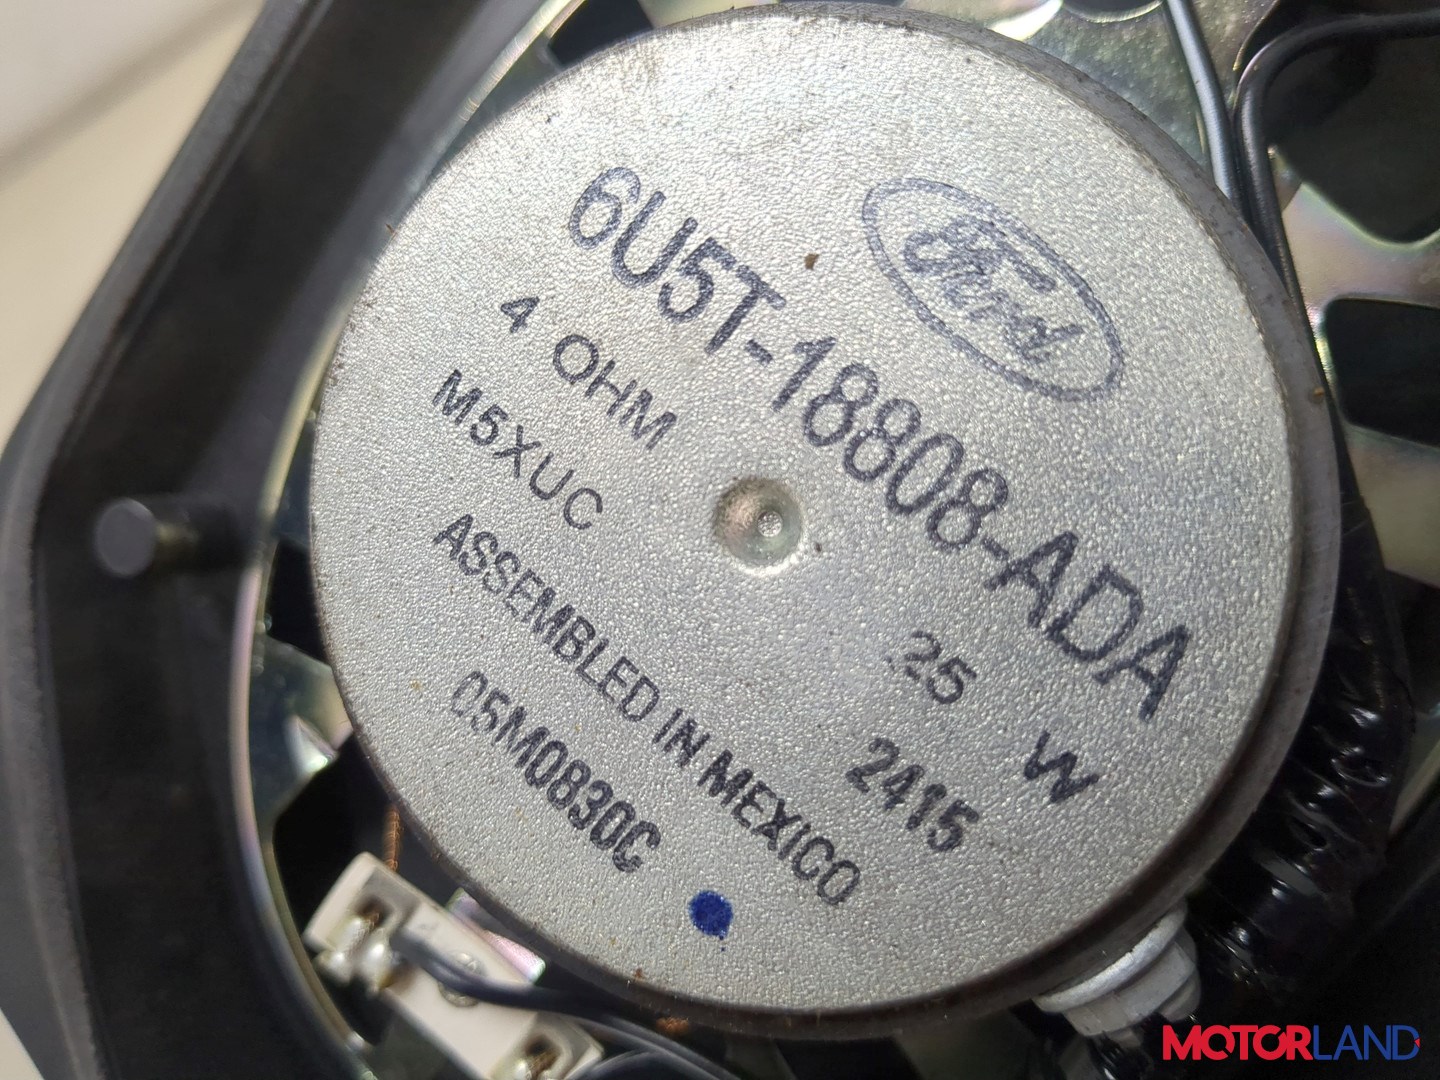 Ford
6U5T-18808-ADA
4 OHM 25 W
M5XUC 2415
ASSEMBLED IN MEXICO
05M0830C
MOTORLAND